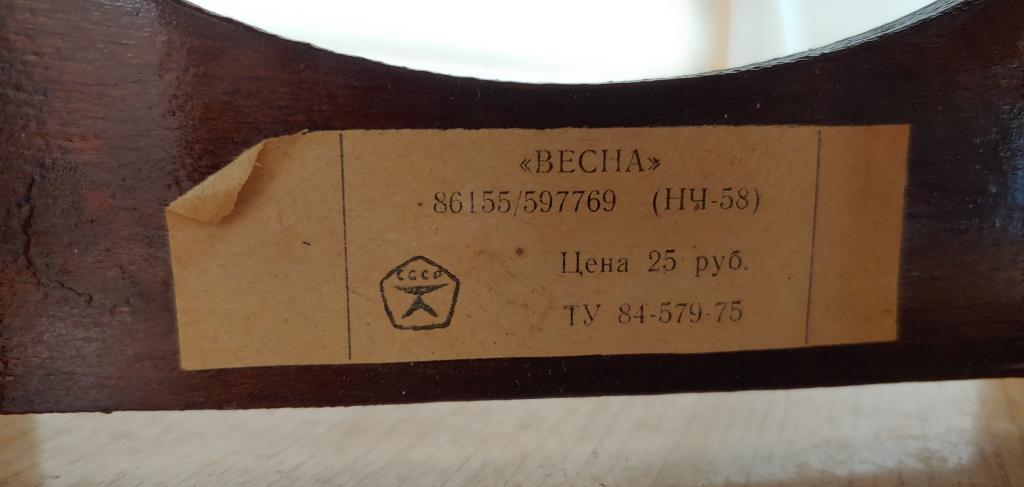 «ВЕСНА»
86155/597769 (НЧ-58)
СССР
Цена 25 руб.
ТУ 84-579-75